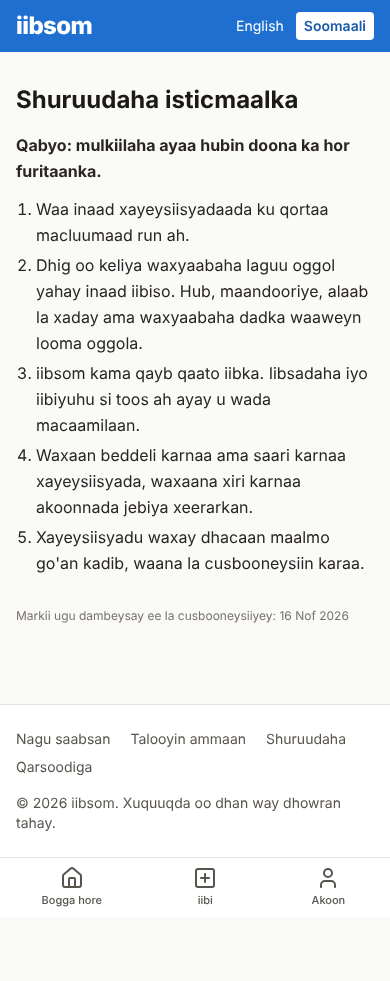 iibsom
English
Soomaali
Shuruudaha isticmaalka
Qabyo: mulkiilaha ayaa hubin doona ka hor
furitaanka.
1. Waa inaad xayeysiisyadaada ku qortaa
macluumaad run ah.
2. Dhig oo keliya waxyaabaha laguu oggol
yahay inaad iibiso. Hub, maandooriye, alaab
la xaday ama waxyaabaha dadka waaweyn
looma oggola.
3. iibsom kama qayb qaato iibka. Iibsadaha iyo
iibiyuhu si toos ah ayay u wada
macaamilaan.
4. Waxaan beddeli karnaa ama saari karnaa
xayeysiisyada, waxaana xiri karnaa
akoonnada jebiya xeerarkan.
5. Xayeysiisyadu waxay dhacaan maalmo
go'an kadib, waana la cusbooneysiin karaa.
Markii ugu dambeysay ee la cusbooneysiiyey: 16 Nof 2026
Nagu saabsan
Talooyin ammaan
Shuruudaha
Qarsoodiga
© 2026 iibsom. Xuquuqda oo dhan way dhowran
tahay.
Bogga hore
iibi
Akoon